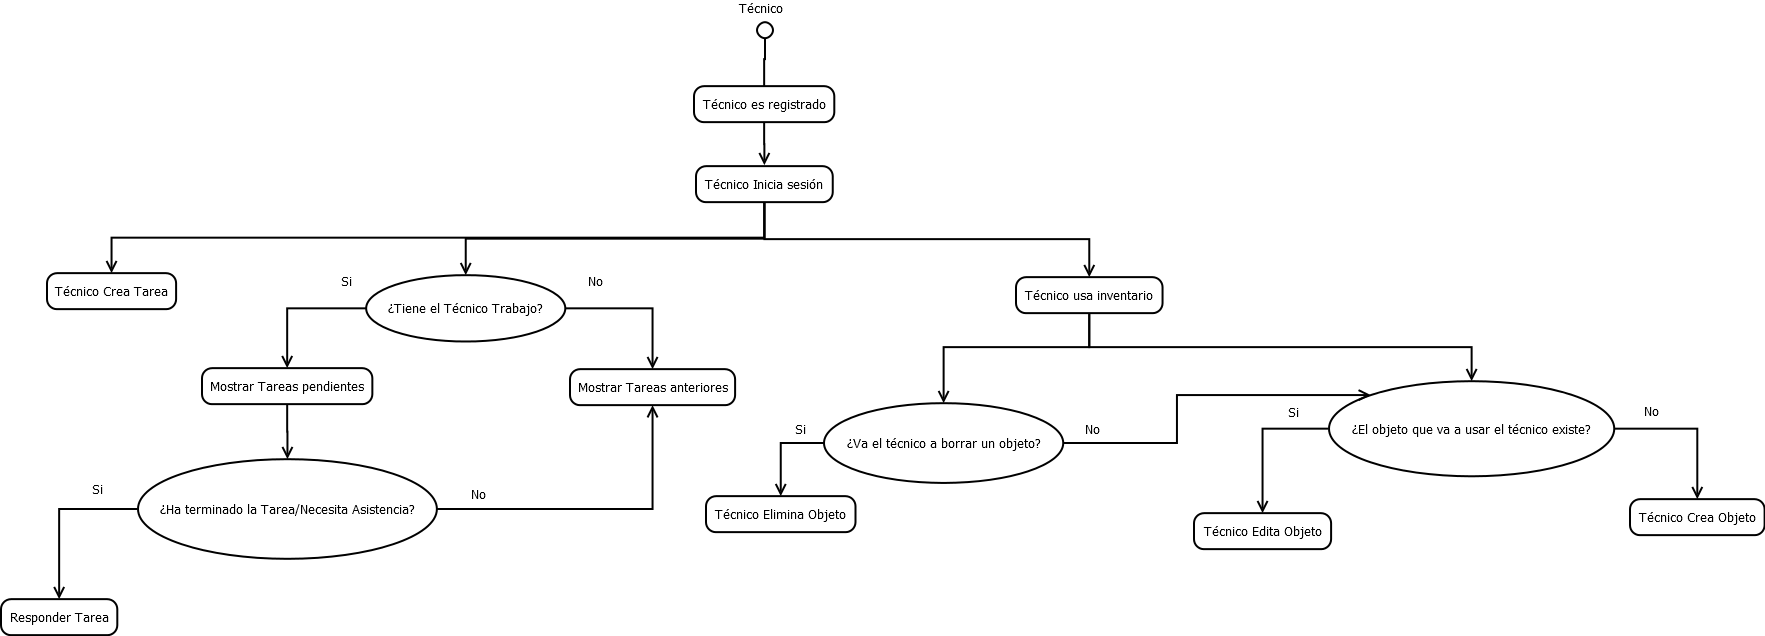 Técnico
Técnico es registrado
Técnico Inicia sesión
Técnico Crea Tarea
Si
¿Tiene el Técnico Trabajo?
No
Técnico usa inventario
Mostrar Tareas pendientes
Mostrar Tareas anteriores
Si
¿Va el técnico a borrar un objeto?
No
Si
¿El objeto que va a usar el técnico existe?
No
Si
¿Ha terminado la Tarea/Necesita Asistencia?
No
Técnico Elimina Objeto
Técnico Edita Objeto
Técnico Crea Objeto
Responder Tarea